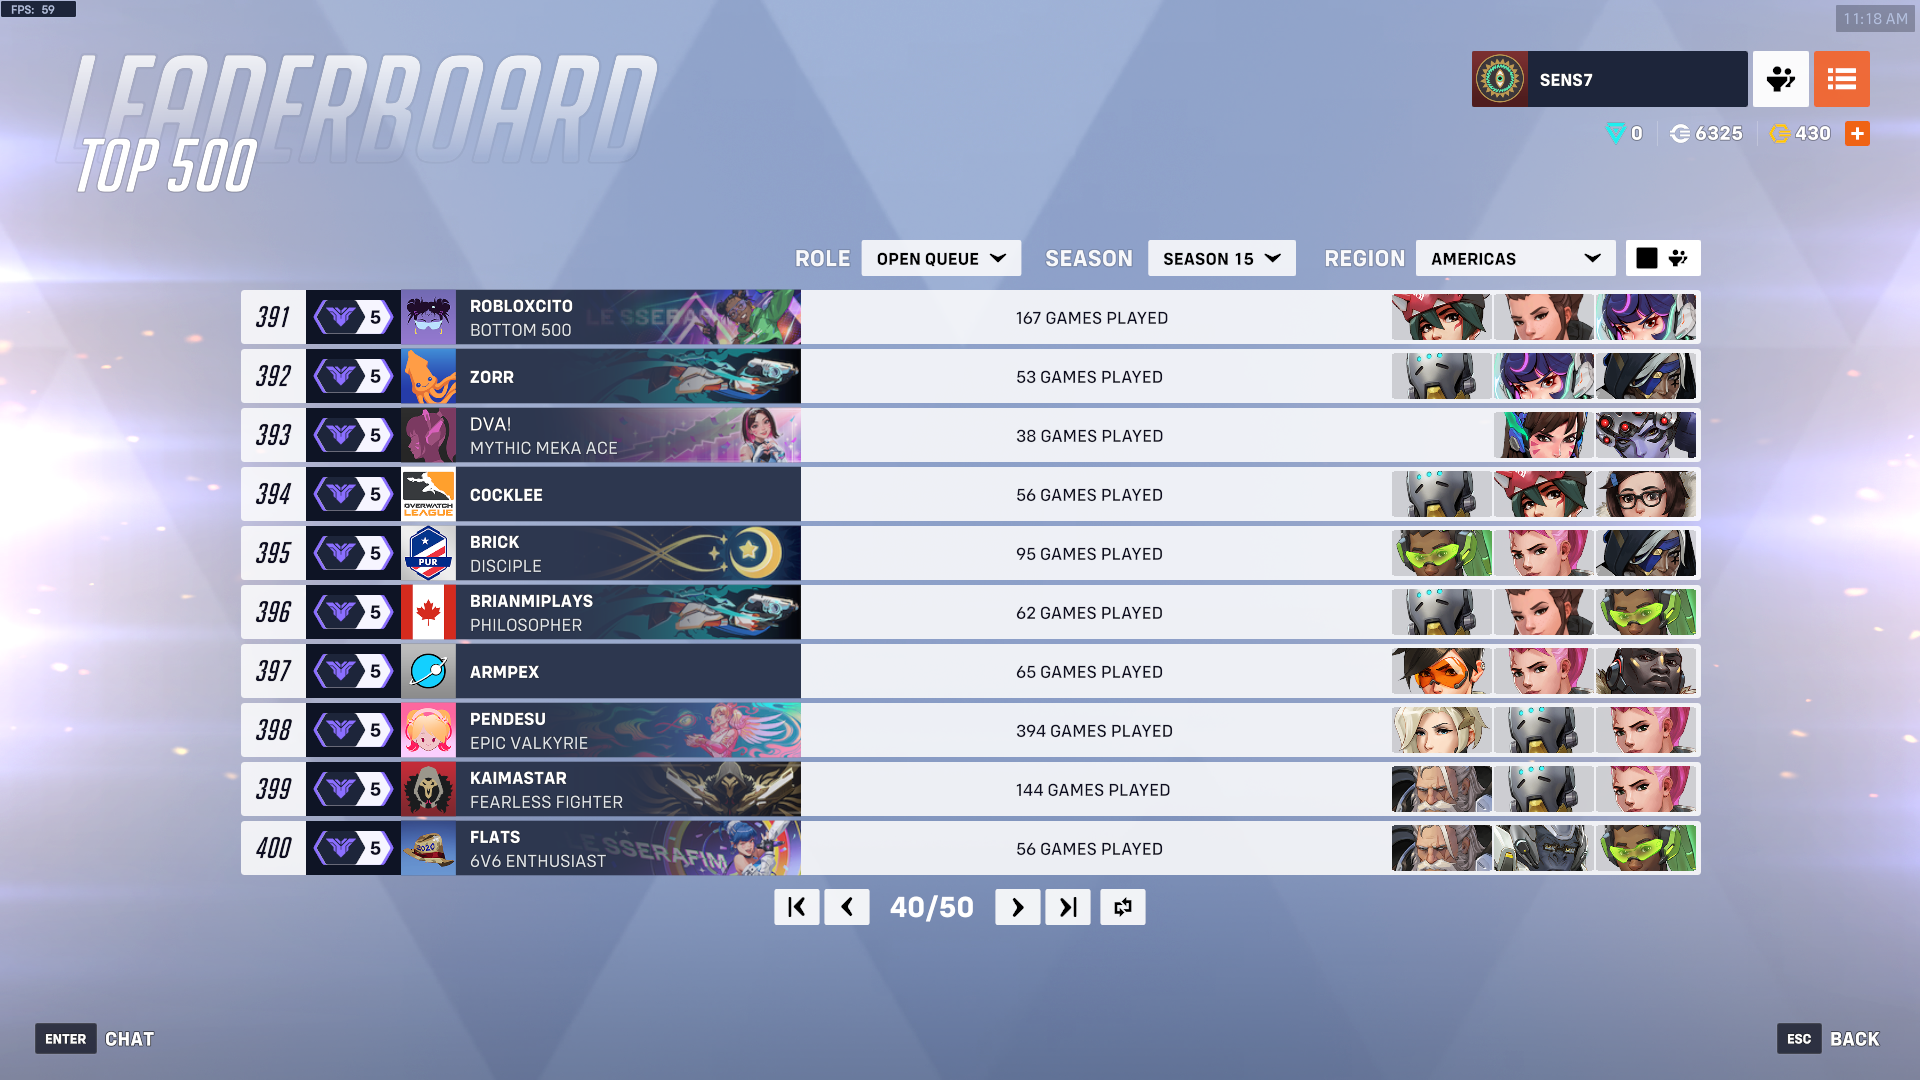 FPS: 59
11:18 AM
LEADERBOARD
TOP 500
SENS7
0 6325 430
ROLE OPEN QUEUE SEASON SEASON 15 REGION AMERICAS
391 5 ROBLOXCITO
BOTTOM 500
LE SSERAFIM
167 GAMES PLAYED
392 5 ZORR 53 GAMES PLAYED
393 5 DVA!
MYTHIC MEKA ACE
38 GAMES PLAYED
394 5 OVERWATCH
LEAGUE
COCKLEE 56 GAMES PLAYED
395 5 PUR BRICK
DISCIPLE
95 GAMES PLAYED
396 5 BRIANMIPLAYS
PHILOSOPHER
62 GAMES PLAYED
397 5 ARMPEX 65 GAMES PLAYED
398 5 PENDESU
EPIC VALKYRIE
394 GAMES PLAYED
399 5 KAIMASTAR
FEARLESS FIGHTER
144 GAMES PLAYED
400 5 2020 FLATS
6V6 ENTHUSIAST
LE SSERAFIM
56 GAMES PLAYED
40/50
ENTER CHAT
ESC BACK